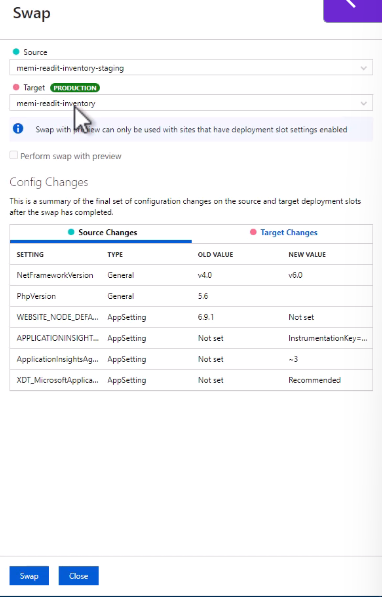 Swap
Source
memi-readit-inventory-staging
Target PRODUCTION
memi-readit-inventory
Swap with preview can only be used with sites that have deployment slot settings enabled
Perform swap with preview
Config Changes
This is a summary of the final set of configuration changes on the source and target deployment slots
after the swap has completed.
Source Changes Target Changes
SETTING TYPE OLD VALUE NEW VALUE
NetFrameworkVersion General v4.0 v6.0
PhpVersion General 5.6
WEBSITE_NODE_DEFA... AppSetting 6.9.1 Not set
APPLICATIONINSIGHT... AppSetting Not set InstrumentationKey=...
ApplicationInsightsAg... AppSetting Not set ~3
XDT_MicrosoftApplica... AppSetting Not set Recommended
Swap Close